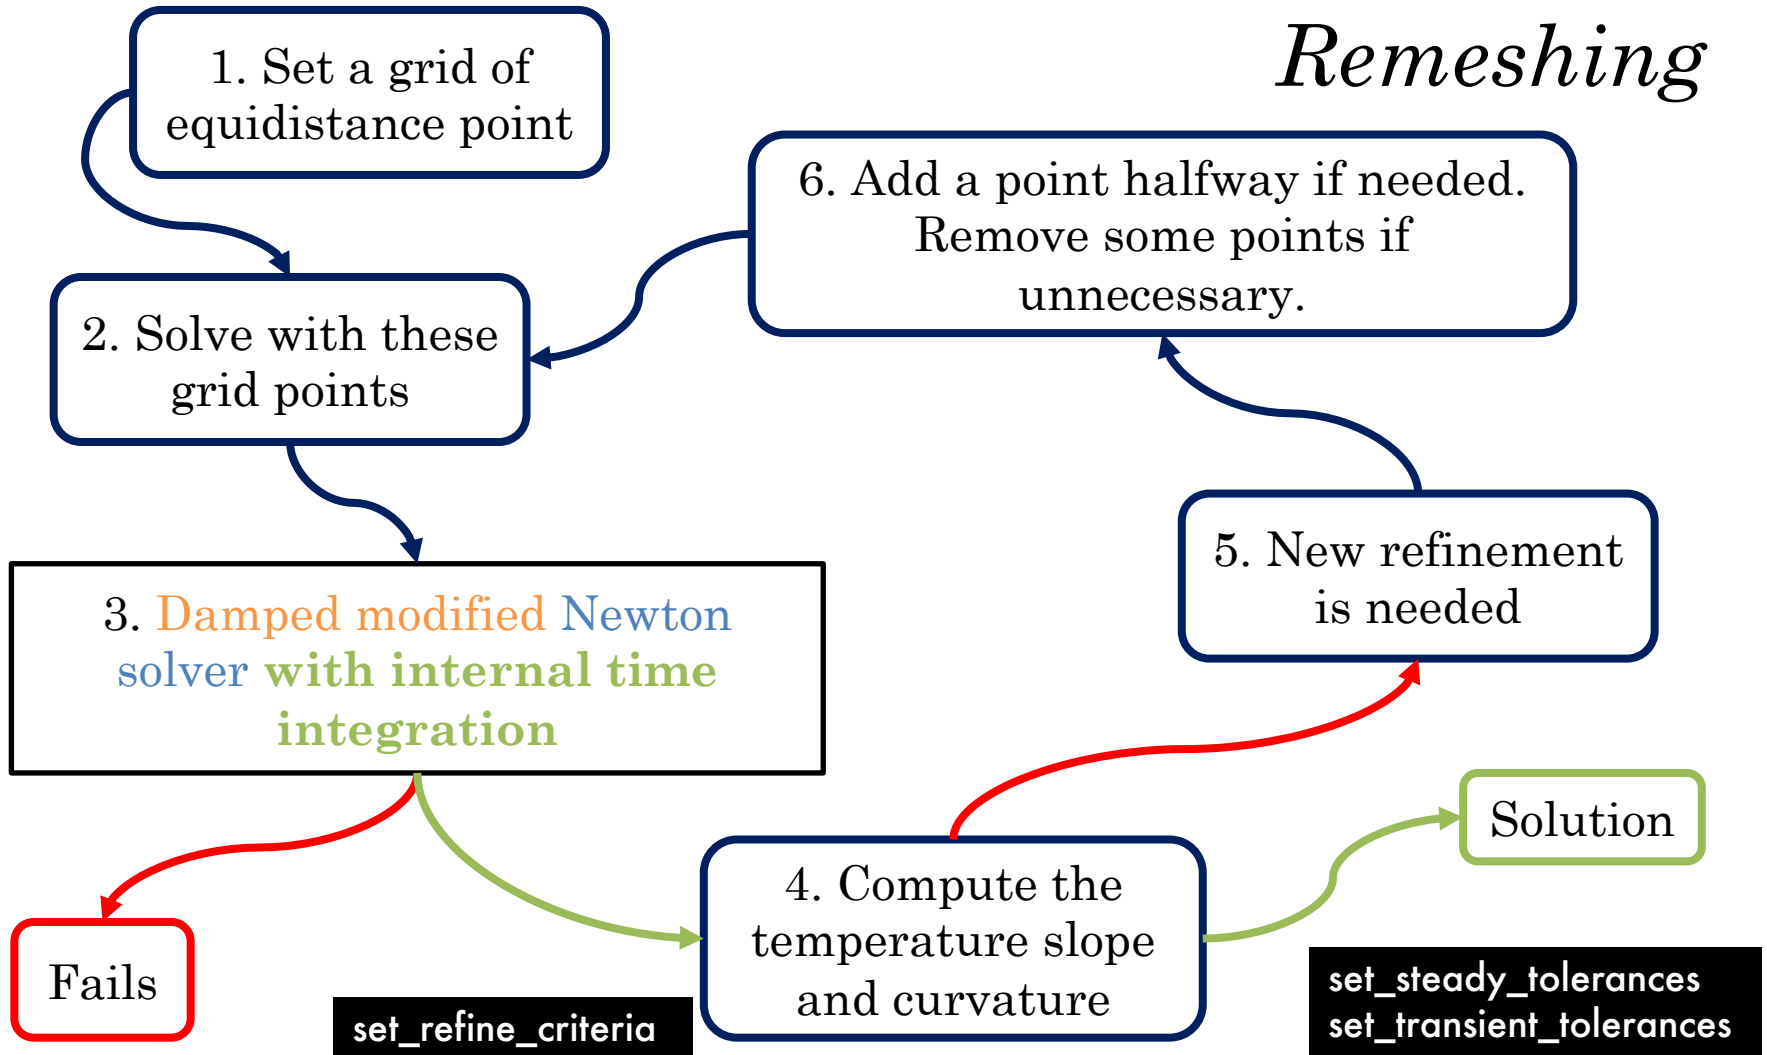 Remeshing
1. Set a grid of
equidistance point
6. Add a point halfway if needed.
Remove some points if
unnecessary.
2. Solve with these
grid points
5. New refinement
is needed
3. Damped modified Newton
solver with internal time
integration
Solution
4. Compute the
temperature slope
and curvature
Fails
set_refine_criteria
set_steady_tolerances
set_transient_tolerances